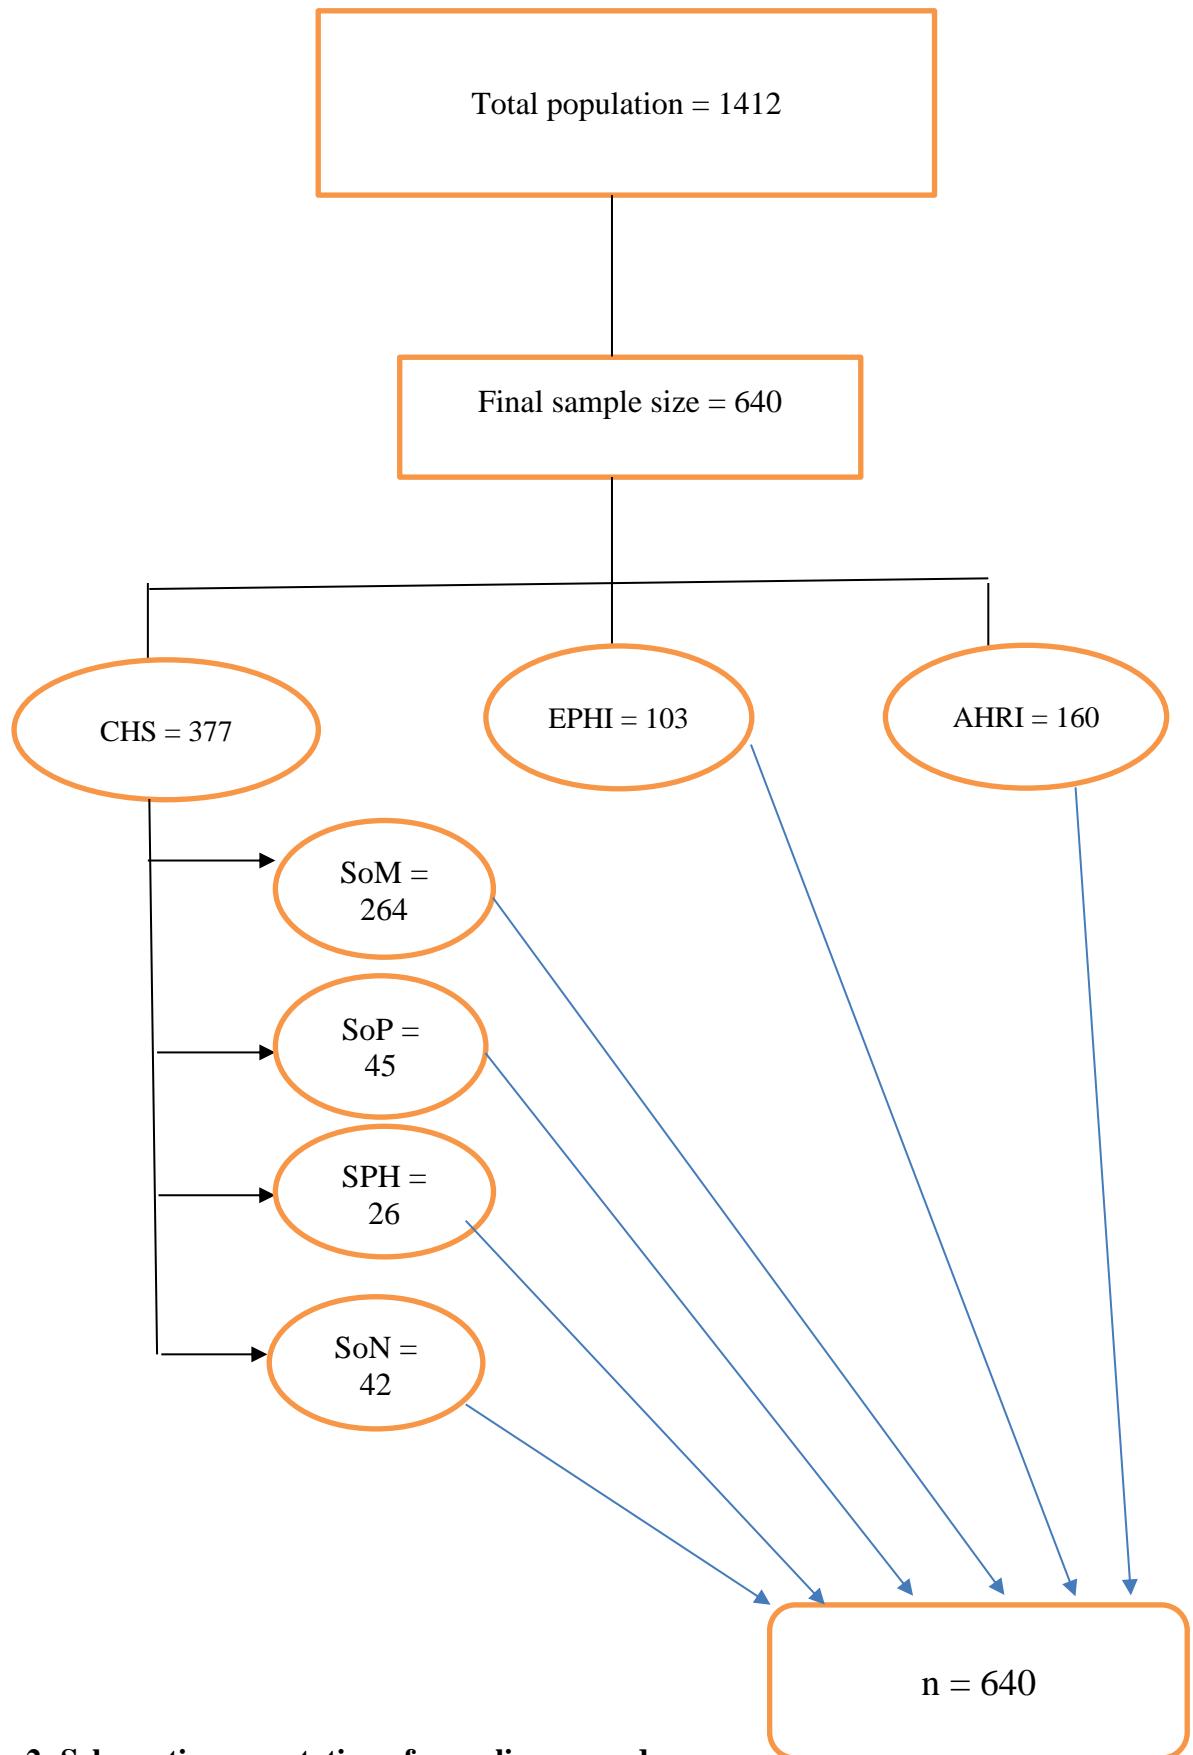 Total population = 1412
Final sample size = 640
CHS = 377
EPHI = 103
AHRI = 160
SoM =
264
SoP =
45
SPH =
26
SoN =
42
n = 640